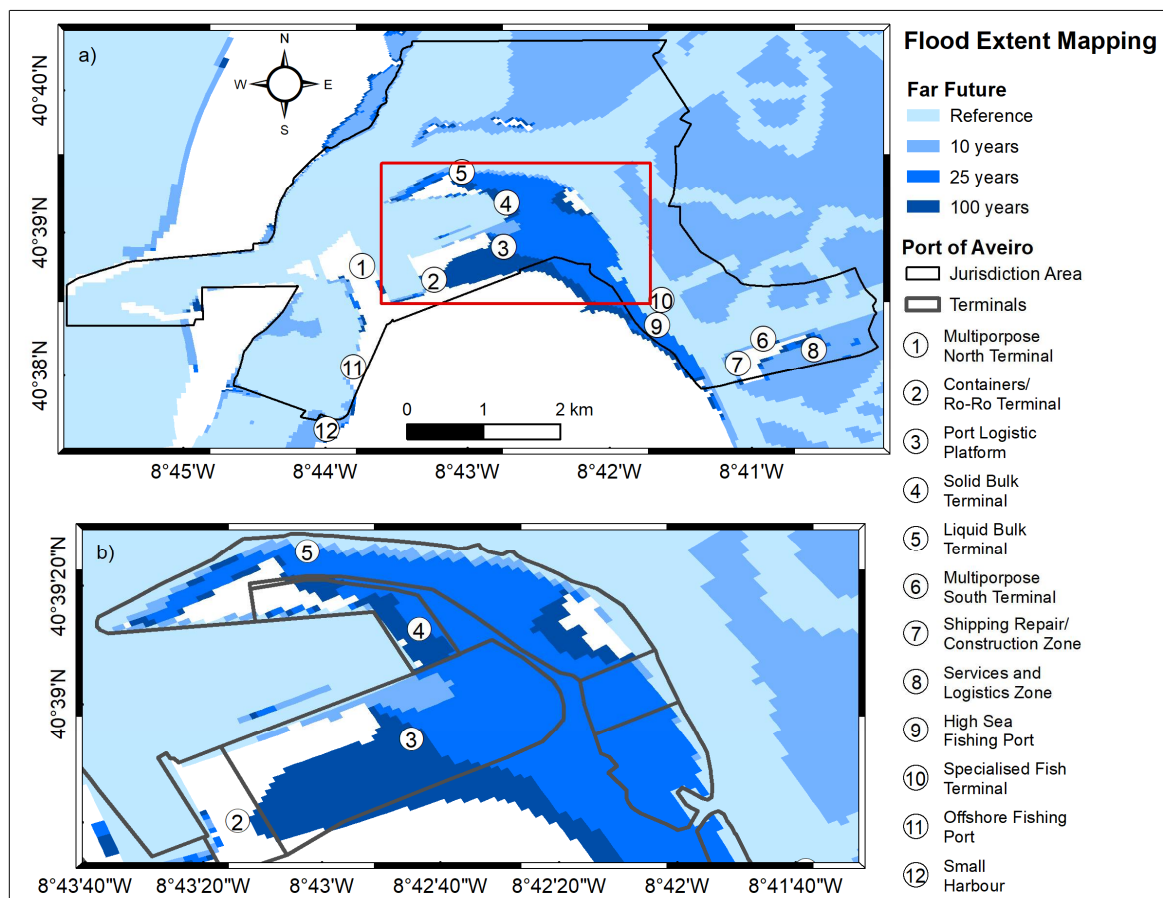 a)
N
W
E
S
40°40'N
40°39'N
40°38'N
5
4
3
1
2
10
9
6
8
7
11
12
0
1
2 km
8°45'W
8°44'W
8°43'W
8°42'W
8°41'W
b)
40°39'20"N
40°39'N
5
4
3
2
8°43'40"W
8°43'20"W
8°43'W
8°42'40"W
8°42'20"W
8°42'W
8°41'40"W
Flood Extent Mapping
Far Future
Reference
10 years
25 years
100 years
Port of Aveiro
Jurisdiction Area
Terminals
1 Multiporpose
North Terminal
2 Containers/
Ro-Ro Terminal
3 Port Logistic
Platform
4 Solid Bulk
Terminal
5 Liquid Bulk
Terminal
6 Multiporpose
South Terminal
7 Shipping Repair/
Construction Zone
8 Services and
Logistics Zone
9 High Sea
Fishing Port
10 Specialised Fish
Terminal
11 Offshore Fishing
Port
12 Small
Harbour